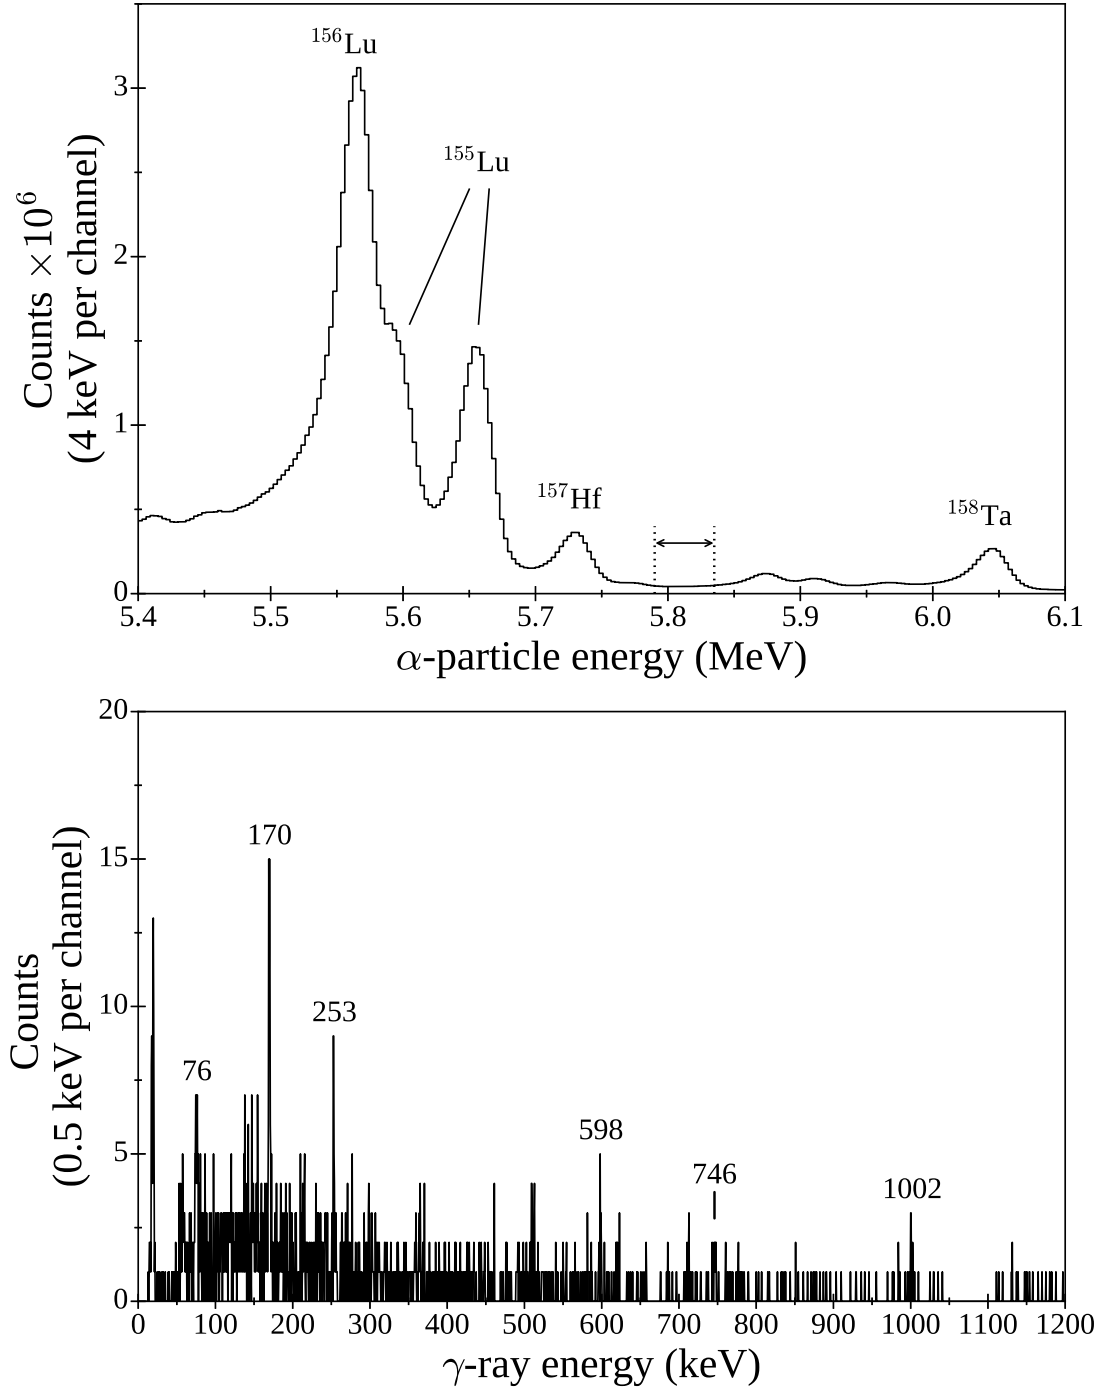 ¹⁵⁶Lu
¹⁵⁵Lu
¹⁵⁷Hf
¹⁵⁸Ta
3
2
1
0
Counts ×10⁶
(4 keV per channel)
5.4 5.5 5.6 5.7 5.8 5.9 6.0 6.1
α-particle energy (MeV)
20
15
10
5
0
Counts
(0.5 keV per channel)
170
253
76
598
746
1002
0 100 200 300 400 500 600 700 800 900 1000 1100 1200
γ-ray energy (keV)